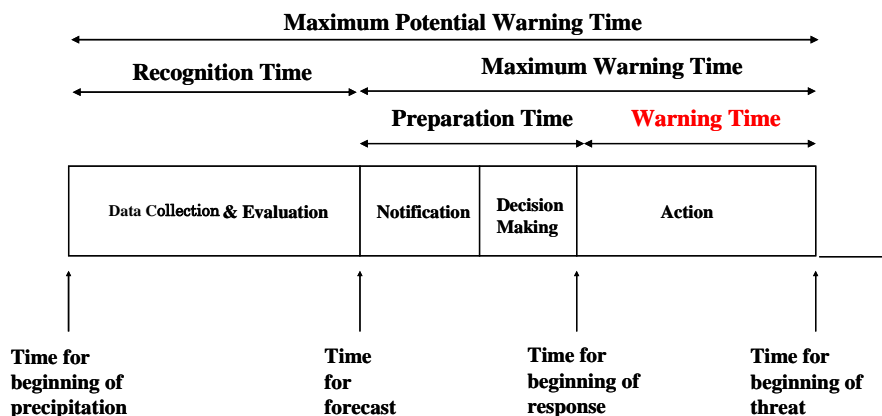 Maximum Potential Warning Time
Recognition Time
Maximum Warning Time
Preparation Time
Warning Time
Data Collection & Evaluation
Notification
Decision
Making
Action
Time for
beginning of
precipitation
Time
for
forecast
Time for
beginning of
response
Time for
beginning of
threat